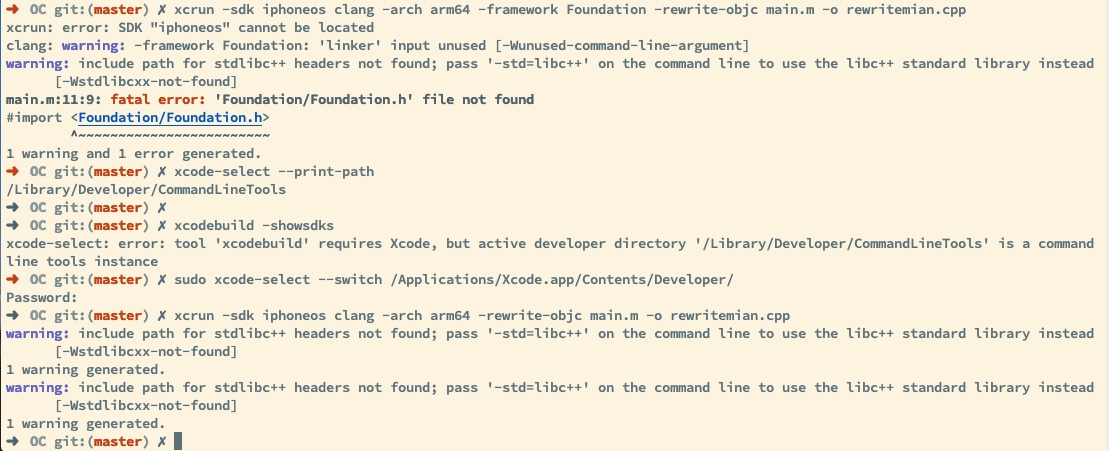 ➜ OC git:(master) ✗ xcrun -sdk iphoneos clang -arch arm64 -framework Foundation -rewrite-objc main.m -o rewritemian.cpp
xcrun: error: SDK "iphoneos" cannot be located
clang: warning: -framework Foundation: 'linker' input unused [-Wunused-command-line-argument]
warning: include path for stdlibc++ headers not found; pass '-std=libc++' on the command line to use the libc++ standard library instead
[-Wstdlibcxx-not-found]
main.m:11:9: fatal error: 'Foundation/Foundation.h' file not found
#import <Foundation/Foundation.h>
^~~~~~~~~~~~~~~~~~~~~~~~~
1 warning and 1 error generated.
➜ OC git:(master) ✗ xcode-select --print-path
/Library/Developer/CommandLineTools
➜ OC git:(master) ✗
➜ OC git:(master) ✗ xcodebuild -showsdks
xcode-select: error: tool 'xcodebuild' requires Xcode, but active developer directory '/Library/Developer/CommandLineTools' is a command
line tools instance
➜ OC git:(master) ✗ sudo xcode-select --switch /Applications/Xcode.app/Contents/Developer/
Password:
➜ OC git:(master) ✗ xcrun -sdk iphoneos clang -arch arm64 -rewrite-objc main.m -o rewritemian.cpp
warning: include path for stdlibc++ headers not found; pass '-std=libc++' on the command line to use the libc++ standard library instead
[-Wstdlibcxx-not-found]
1 warning generated.
warning: include path for stdlibc++ headers not found; pass '-std=libc++' on the command line to use the libc++ standard library instead
[-Wstdlibcxx-not-found]
1 warning generated.
➜ OC git:(master) ✗